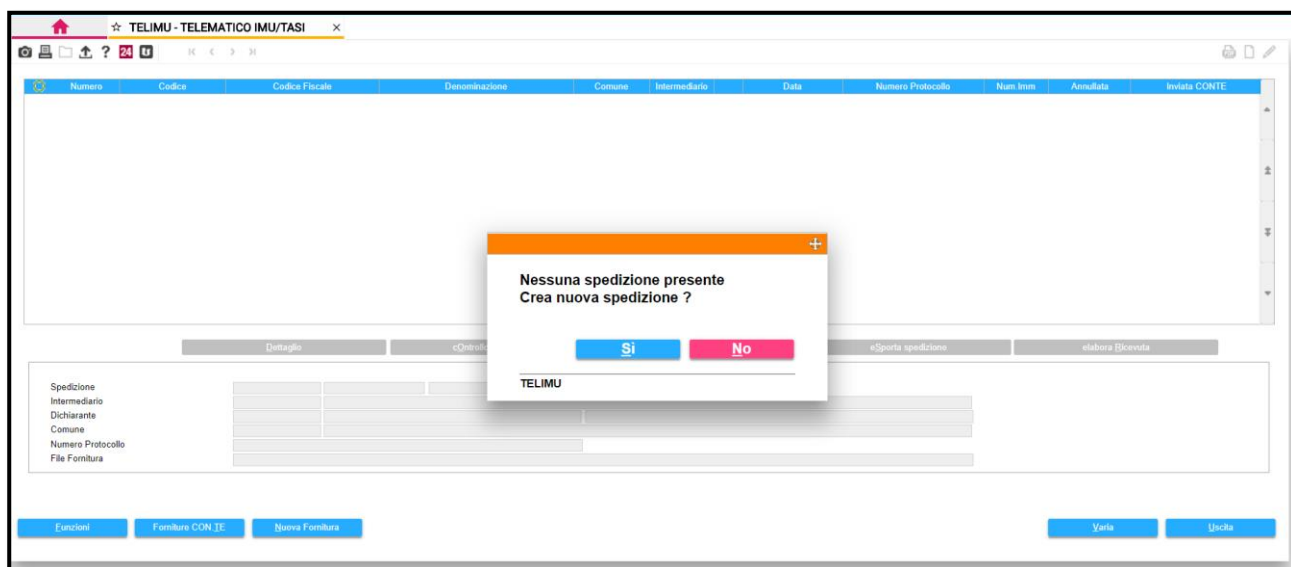 TELIMU - TELEMATICO IMU/TASI
? 24
Numero Codice Codice Fiscale Denominazione Comune Intermediario Data Numero Protocollo Num.Imm Annullata Inviata CONTE
Nessuna spedizione presente
Crea nuova spedizione ?
Sì No
TELIMU
Dettaglio eSporta spedizione elabora Ricevuta
Spedizione
Intermediario
Dichiarante
Comune
Numero Protocollo
File Fornitura
Funzioni Forniture CON TE Nuova Fornitura Varia Uscita